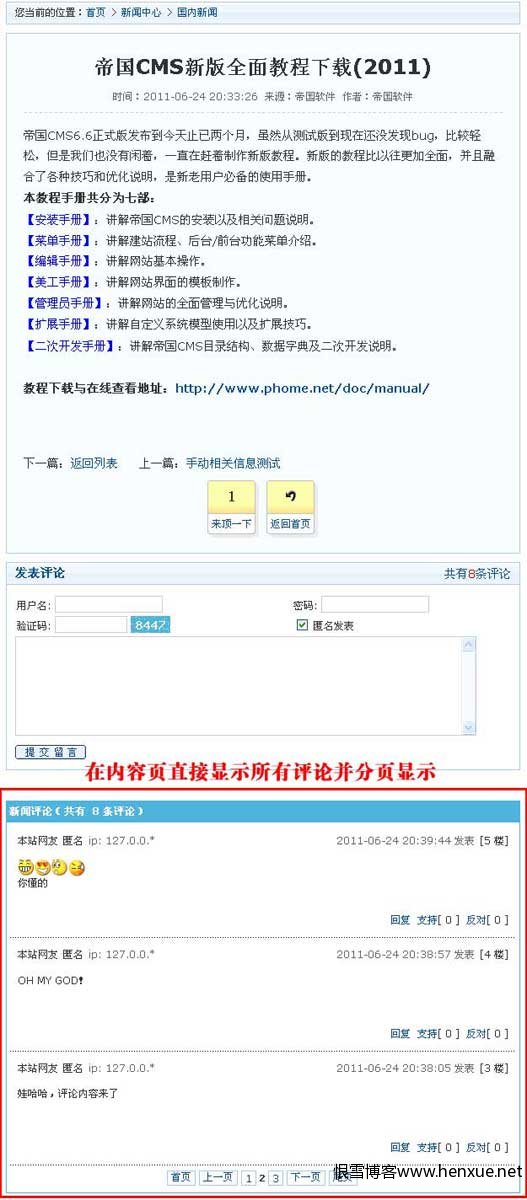 您当前的位置：首页 > 新闻中心 > 国内新闻
帝国CMS新版全面教程下载(2011)
时间：2011-06-24 20:33:26 来源：帝国软件 作者：帝国软件
帝国CMS6.6正式版发布到今天止已两个月，虽然从测试版到现在还没发现bug，比较轻
松，但是我们也没有闲着，一直在赶着制作新版教程。新版的教程比以往更加全面，并且融
合了各种技巧和优化说明，是新老用户必备的使用手册。
本教程手册共分为七部：
【安装手册】：讲解帝国CMS的安装以及相关问题说明。
【菜单手册】：讲解建站流程、后台/前台功能菜单介绍。
【编辑手册】：讲解网站基本操作。
【美工手册】：讲解网站界面的模板制作。
【管理员手册】：讲解网站的全面管理与优化说明。
【扩展手册】：讲解自定义系统模型使用以及扩展技巧。
【二次开发手册】：讲解帝国CMS目录结构、数据字典及二次开发说明。
教程下载与在线查看地址：http://www.phome.net/doc/manual/
下一篇：返回列表 上一篇：手动相关信息测试
1
来顶一下 返回首页
发表评论 共有8条评论
用户名: 密码:
验证码: 8447 匿名发表
提交留言
在内容页直接显示所有评论并分页显示
新闻评论(共有 8 条评论)
本站网友 匿名 ip: 127.0.0.* 2011-06-24 20:39:44 发表 [5 楼]
你懂的
回复 支持[ 0 ] 反对[ 0 ]
本站网友 匿名 ip: 127.0.0.* 2011-06-24 20:38:57 发表 [4 楼]
OH MY GOD!
回复 支持[ 0 ] 反对[ 0 ]
本站网友 匿名 ip: 127.0.0.* 2011-06-24 20:38:05 发表 [3 楼]
娃哈哈，评论内容来了
回复 支持[ 0 ] 反对[ 0 ]
首页 上一页 1 2 3 下一页 尾页
恨雪博客www.henxue.net